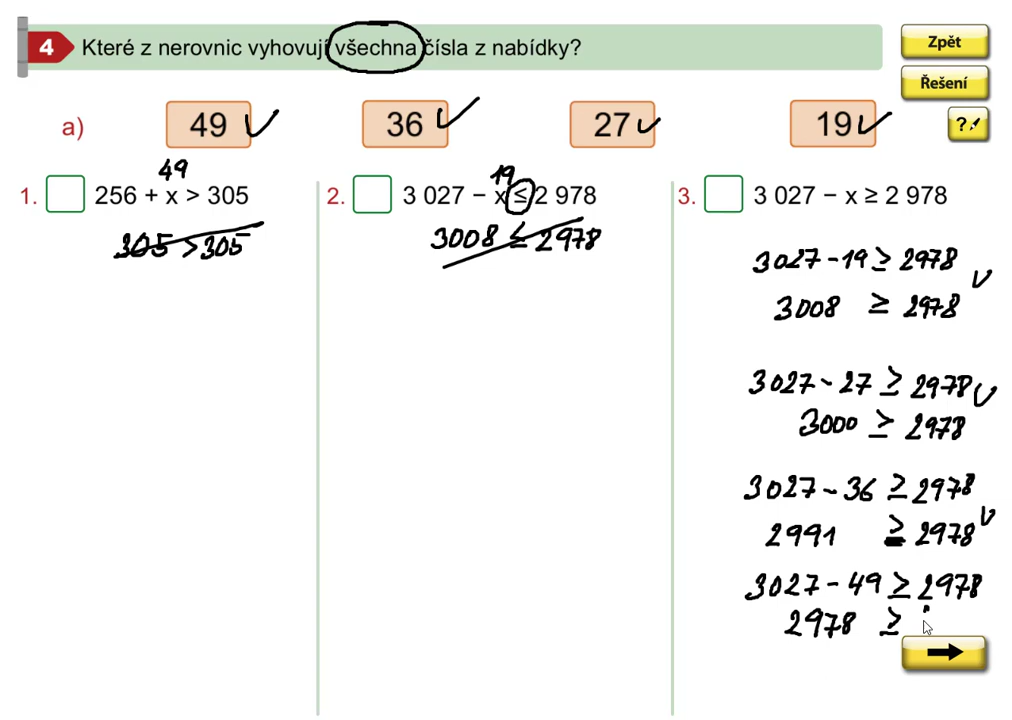 4 Které z nerovnic vyhovují všechna čísla z nabídky?
Zpět
Řešení
?
a) 49 36 27 19
49
1. 256 + x > 305
305 > 305
19
2. 3 027 − x ≤ 2 978
3008 ≤ 2978
3. 3 027 − x ≥ 2 978
3027 - 19 ≥ 2978
3008 ≥ 2978
3027 - 27 ≥ 2978
3000 ≥ 2978
3027 - 36 ≥ 2978
2991 ≥ 2978
3027 - 49 ≥ 2978
2978 ≥